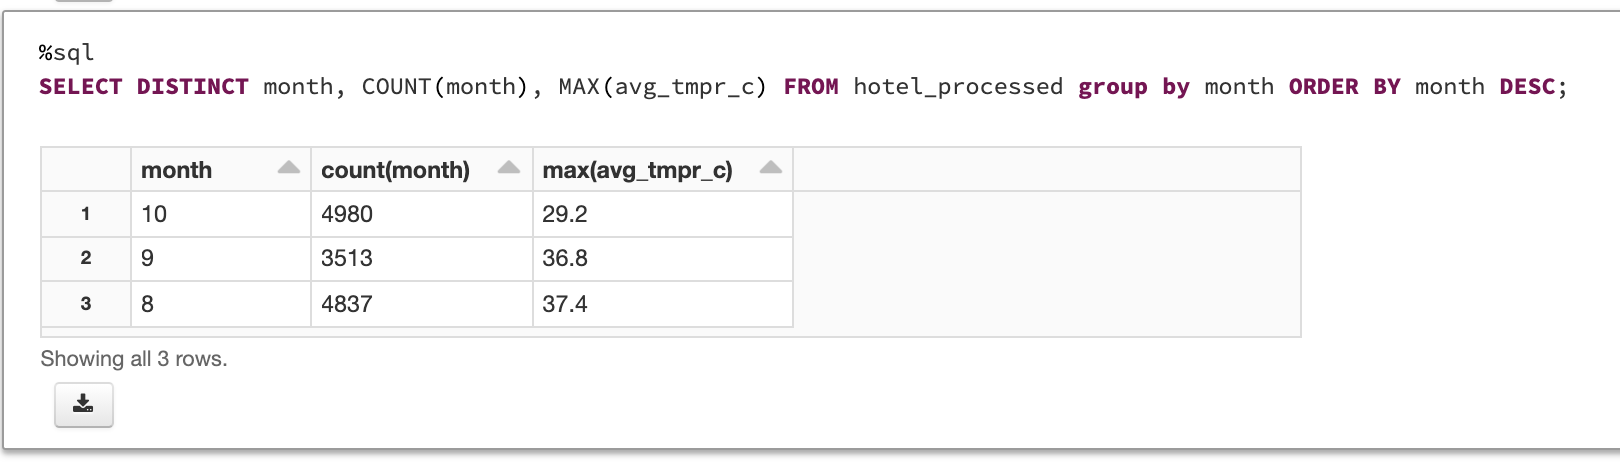 %sql
SELECT DISTINCT month, COUNT(month), MAX(avg_tmpr_c) FROM hotel_processed group by month ORDER BY month DESC;
month count(month) max(avg_tmpr_c)
1 10 4980 29.2
2 9 3513 36.8
3 8 4837 37.4
Showing all 3 rows.